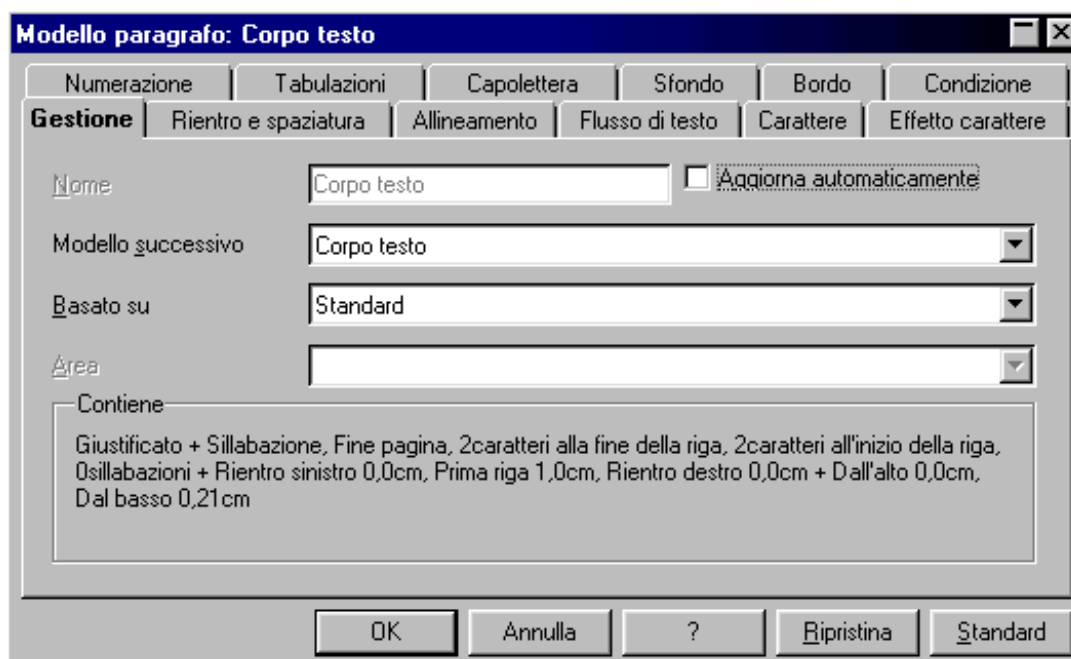 Modello paragrafo: Corpo testo
Numerazione Tabulazioni Capolettera Sfondo Bordo Condizione
Gestione Rientro e spaziatura Allineamento Flusso di testo Carattere Effetto carattere
Nome Corpo testo Aggiorna automaticamente
Modello successivo Corpo testo
Basato su Standard
Area
Contiene
Giustificato + Sillabazione, Fine pagina, 2caratteri alla fine della riga, 2caratteri all'inizio della riga,
0sillabazioni + Rientro sinistro 0,0cm, Prima riga 1,0cm, Rientro destro 0,0cm + Dall'alto 0,0cm,
Dal basso 0,21cm
OK Annulla ? Ripristina Standard